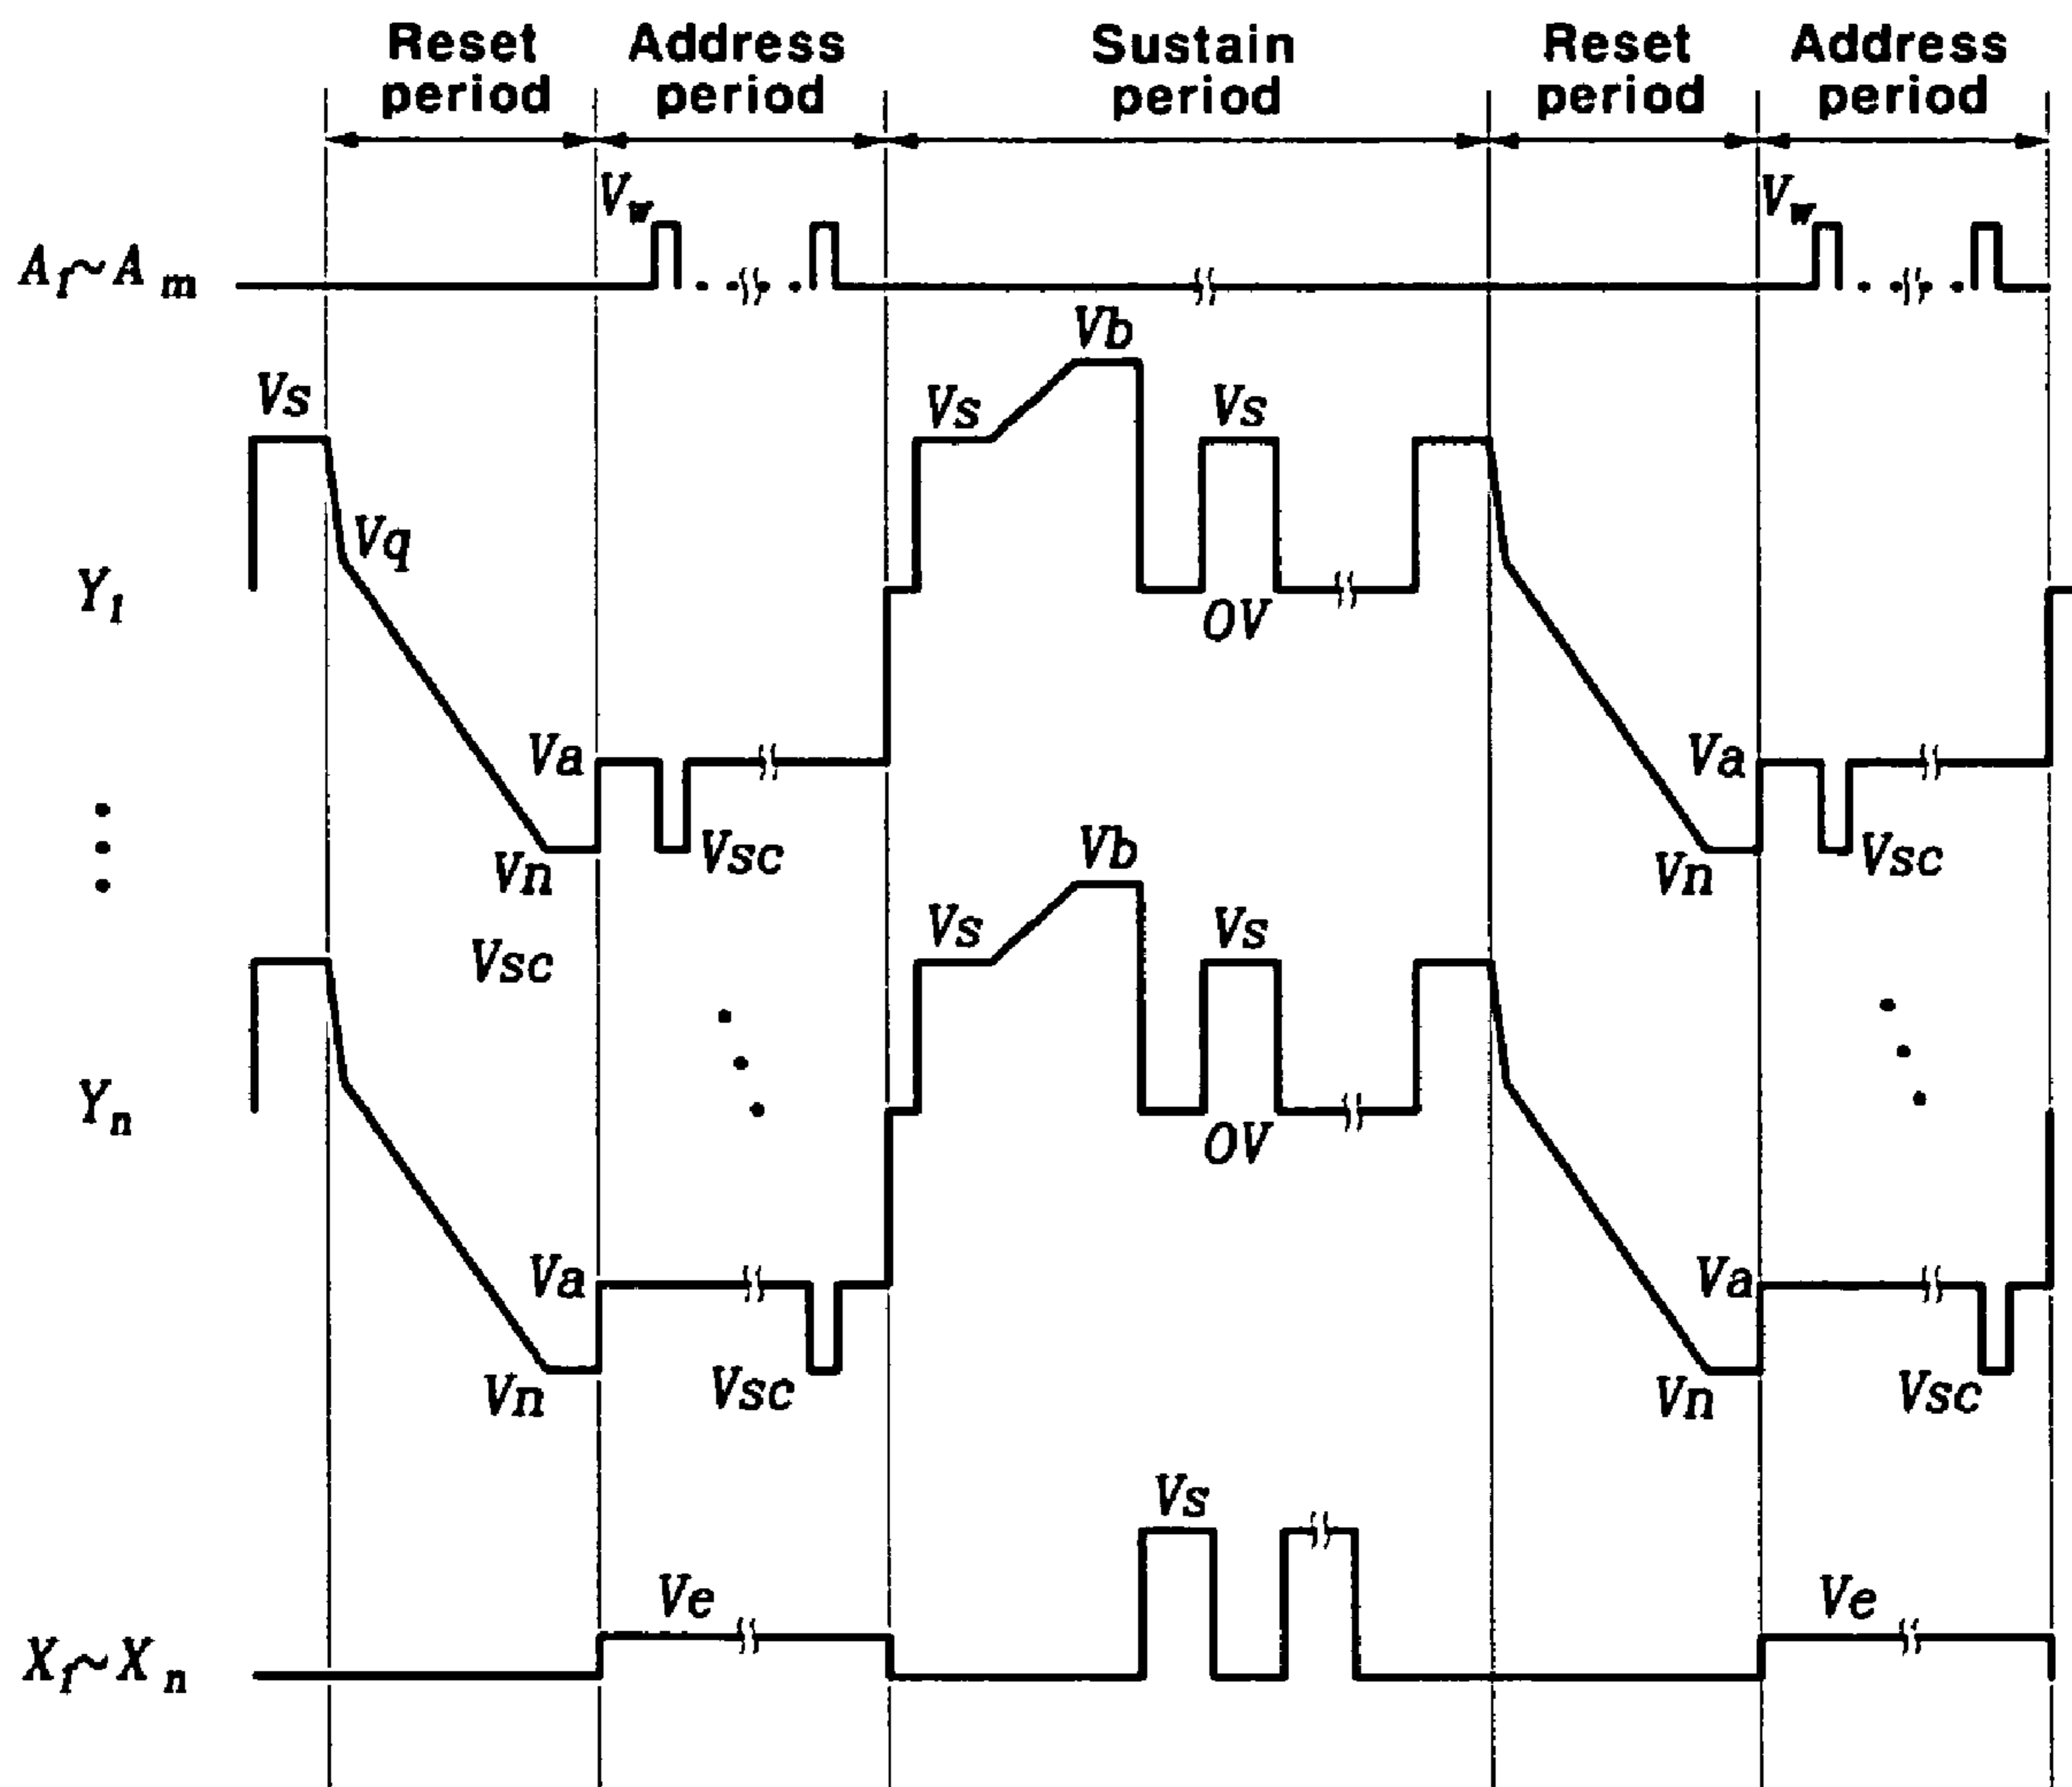 Reset period
Address period
Sustain period
Reset period
Address period
Vw
Vw
A1~Am
Vb
Vs
Vs
Vs
Vq
Y1
0V
Va
Va
Vsc
Vsc
Vn
Vn
Vb
Vs
Vs
Vsc
Yn
0V
Va
Va
Vn
Vsc
Vn
Vsc
Vs
Ve
Ve
X1~Xn